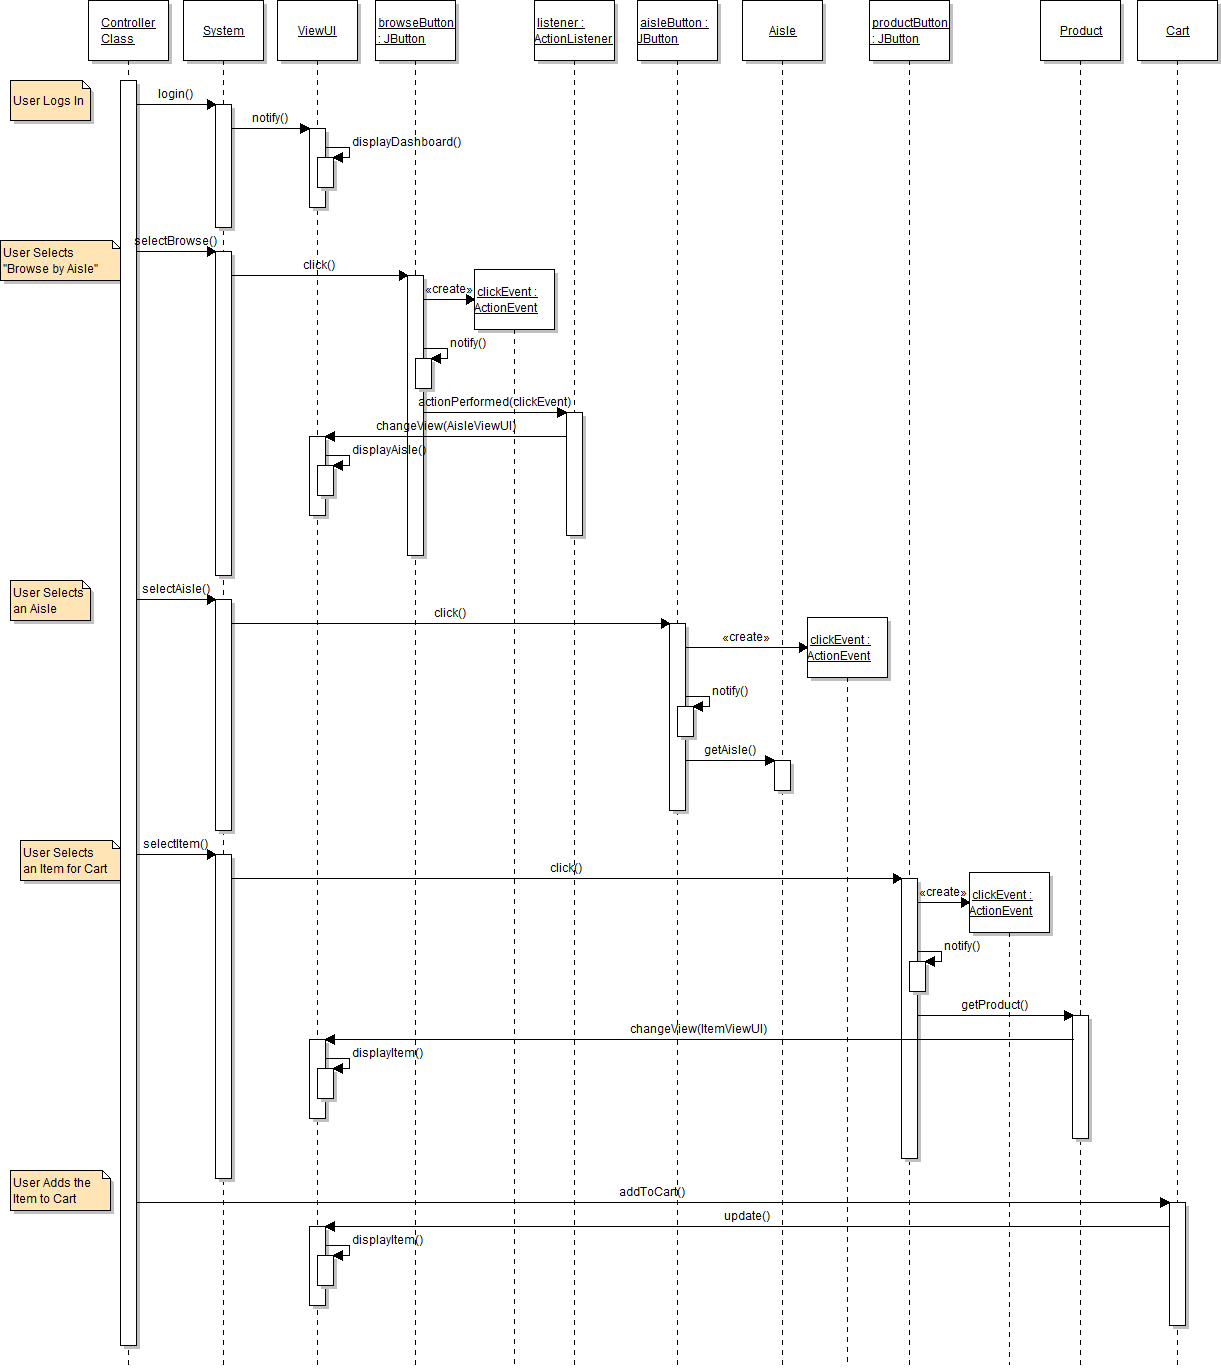 Controller
Class
System
ViewUI
browseButton
: JButton
listener :
ActionListener
aisleButton :
JButton
Aisle
productButton
: JButton
Product
Cart
User Logs In
login()
notify()
displayDashboard()
User Selects
"Browse by Aisle"
selectBrowse()
click()
«create»
clickEvent :
ActionEvent
notify()
actionPerformed(clickEvent)
changeView(AisleViewUI)
displayAisle()
User Selects
an Aisle
selectAisle()
click()
«create»
clickEvent :
ActionEvent
notify()
getAisle()
User Selects
an Item for Cart
selectItem()
click()
«create»
clickEvent :
ActionEvent
notify()
getProduct()
changeView(ItemViewUI)
displayItem()
User Adds the
Item to Cart
addToCart()
update()
displayItem()